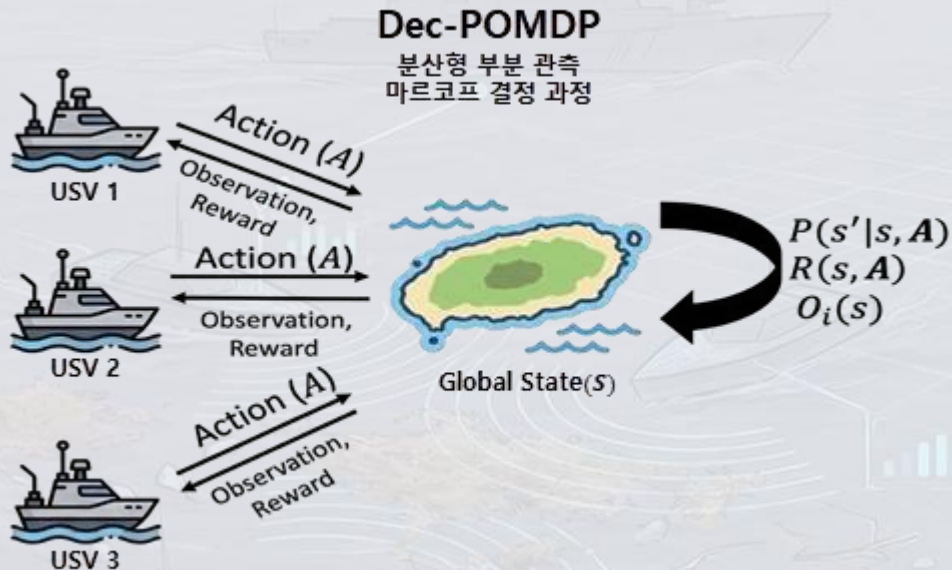 Dec-POMDP
분산형 부분 관측
마르코프 결정 과정
Action (A)
Observation,
Reward
USV 1
Action (A)
Observation,
Reward
USV 2
Action (A)
Observation,
Reward
USV 3
Global State(s)
P(s'|s, A)
R(s, A)
Oᵢ(s)